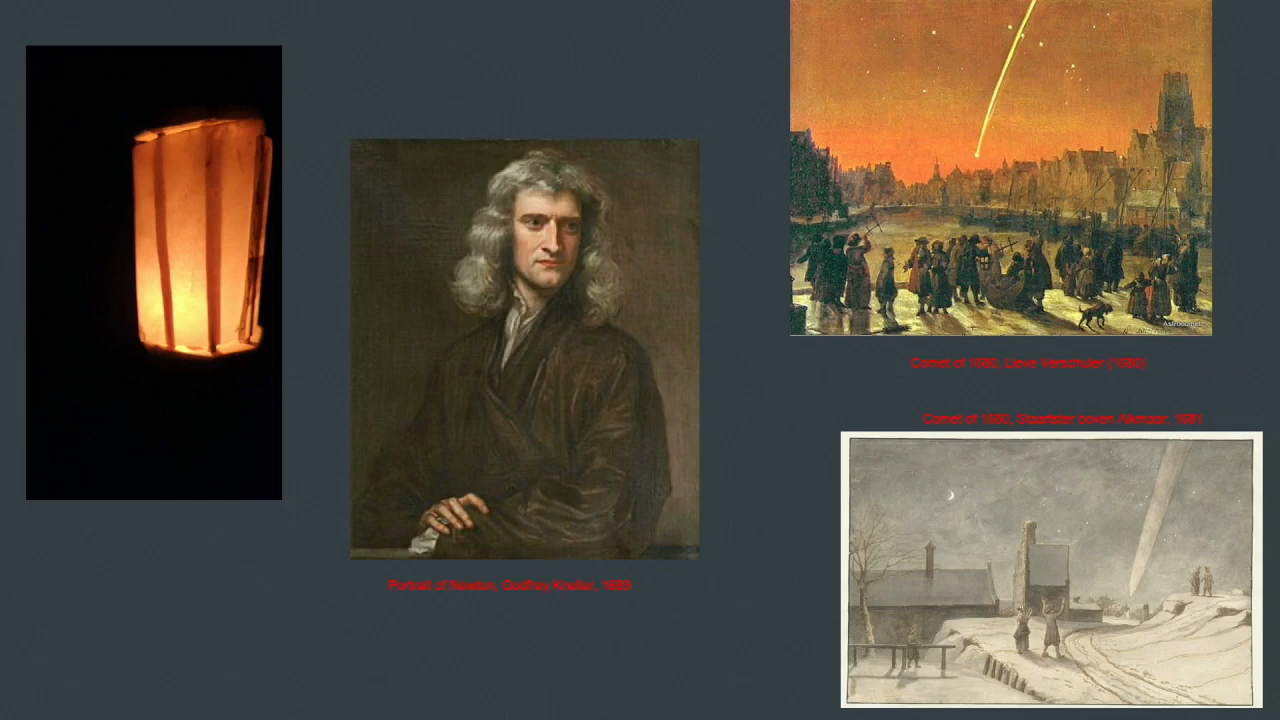 Astrocomet
Comet of 1680, Lieve Verschuier (1680)
Comet of 1680, Staartster boven Alkmaar, 1681
Portrait of Newton, Godfrey Kneller, 1689